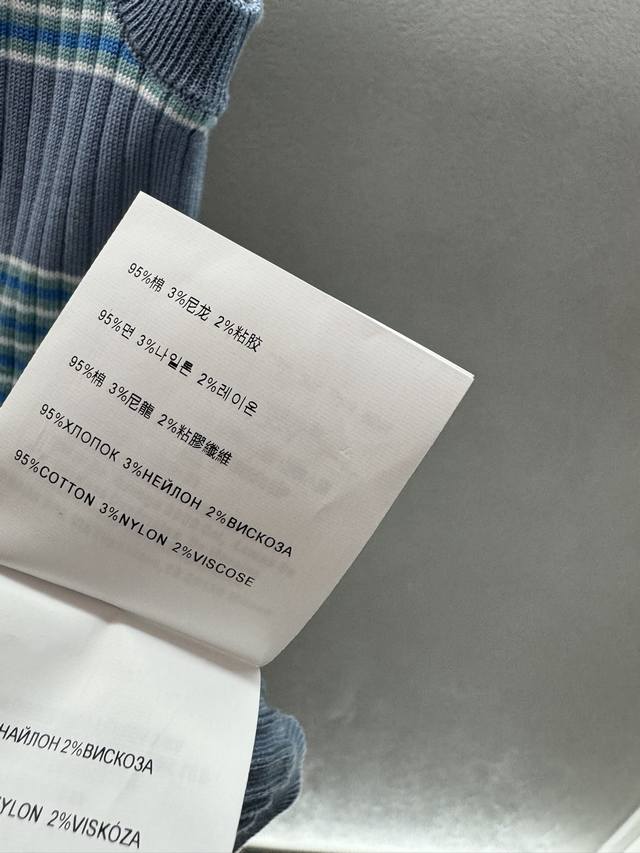 95%棉 3%尼龙 2%粘胶
95%면 3%나일론 2%레이온
95%棉 3%尼龍 2%粘膠纖維
95%ХЛОПОК 3%НЕЙЛОН 2%ВИСКОЗА
95%COTTON 3%NYLON 2%VISCOSE
НАЙЛОН 2%ВИСКОЗА
YLON 2%VISKÓZA